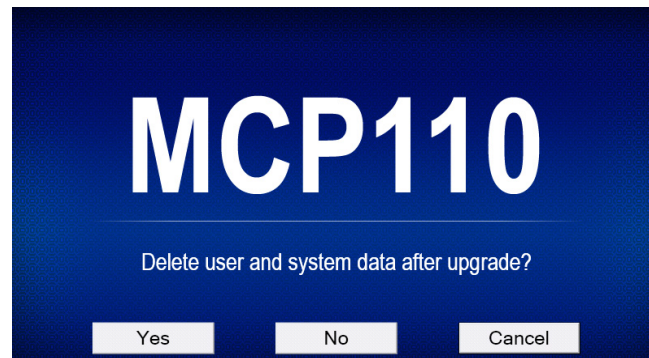 MCP110
Delete user and system data after upgrade?
Yes No Cancel